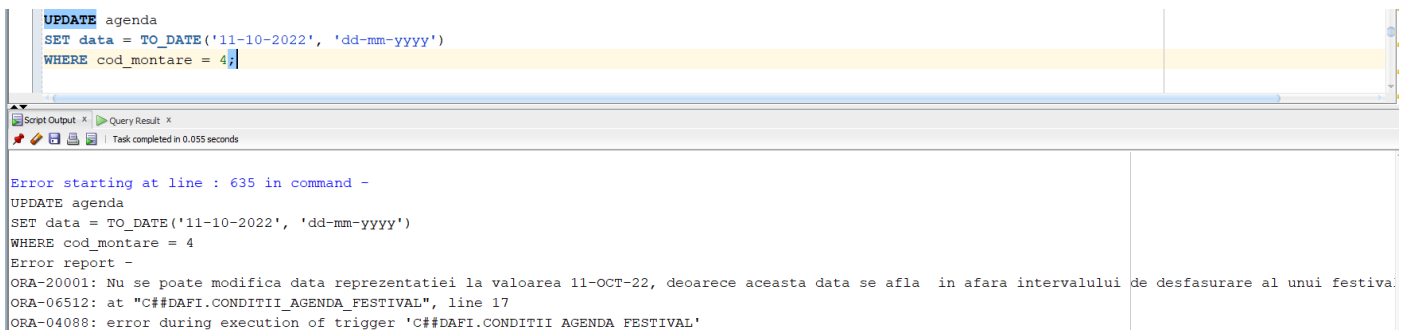 UPDATE agenda
SET data = TO_DATE('11-10-2022', 'dd-mm-yyyy')
WHERE cod_montare = 4;
Script Output x Query Result x
Task completed in 0.055 seconds
Error starting at line : 635 in command -
UPDATE agenda
SET data = TO_DATE('11-10-2022', 'dd-mm-yyyy')
WHERE cod_montare = 4
Error report -
ORA-20001: Nu se poate modifica data reprezentatiei la valoarea 11-OCT-22, deoarece aceasta data se afla  in afara intervalului de desfasurare al unui festival
ORA-06512: at "C##DAFI.CONDITII_AGENDA_FESTIVAL", line 17
ORA-04088: error during execution of trigger 'C##DAFI.CONDITII_AGENDA_FESTIVAL'